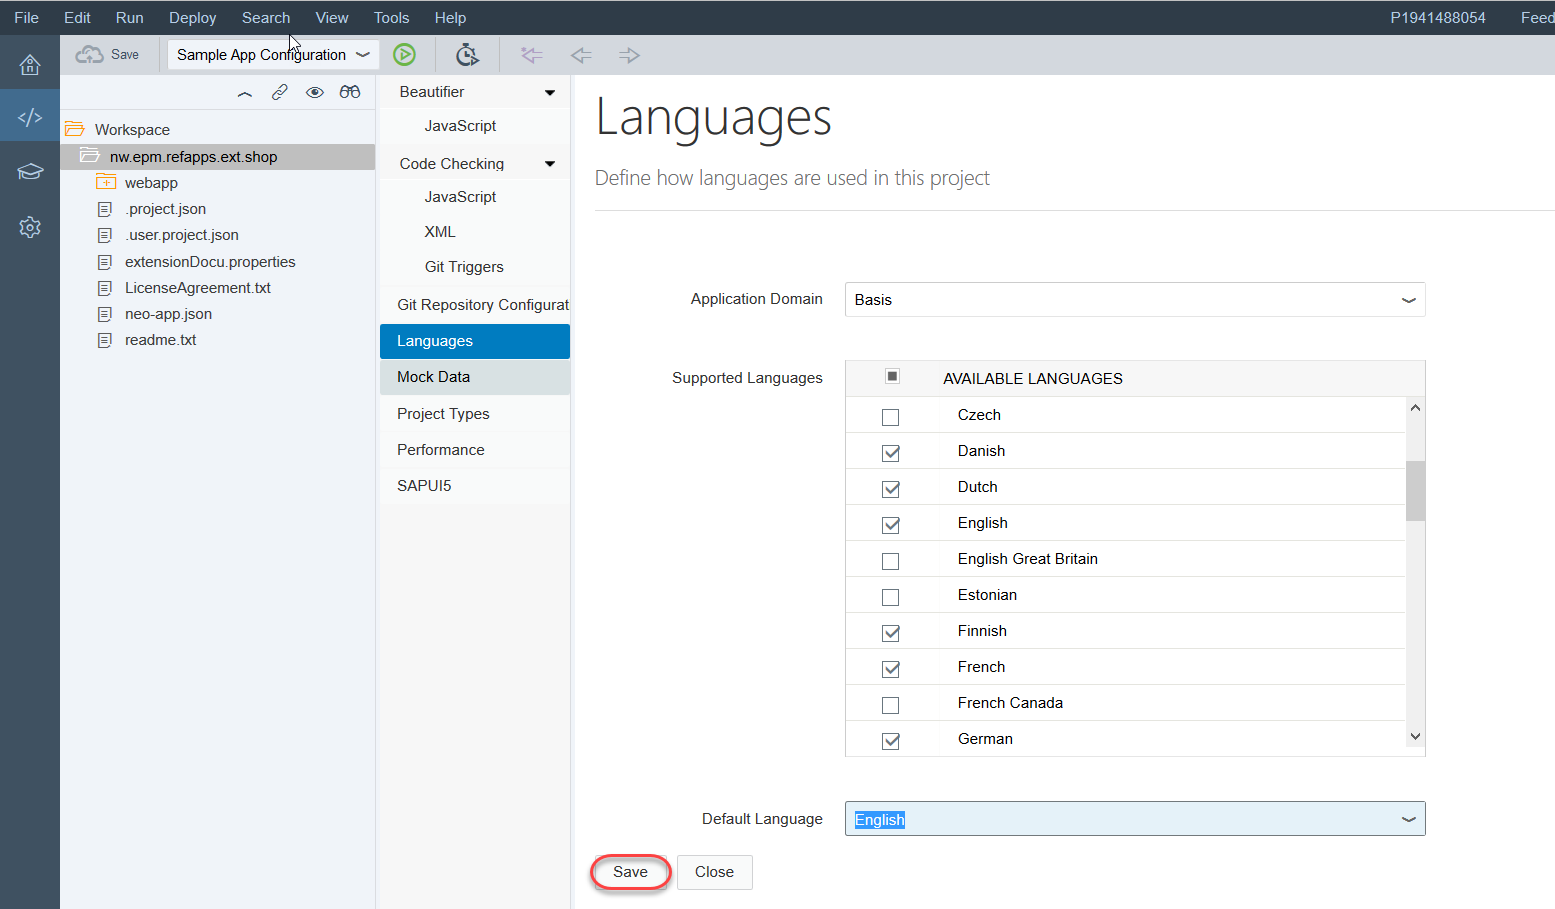 File Edit Run Deploy Search View Tools Help P1941488054 Feed
Save Sample App Configuration
Workspace
nw.epm.refapps.ext.shop
webapp
.project.json
.user.project.json
extensionDocu.properties
LicenseAgreement.txt
neo-app.json
readme.txt
Beautifier
JavaScript
Code Checking
JavaScript
XML
Git Triggers
Git Repository Configurat
Languages
Mock Data
Project Types
Performance
SAPUI5
Languages
Define how languages are used in this project
Application Domain Basis
Supported Languages AVAILABLE LANGUAGES
Czech
Danish
Dutch
English
English Great Britain
Estonian
Finnish
French
French Canada
German
Default Language English
Save Close